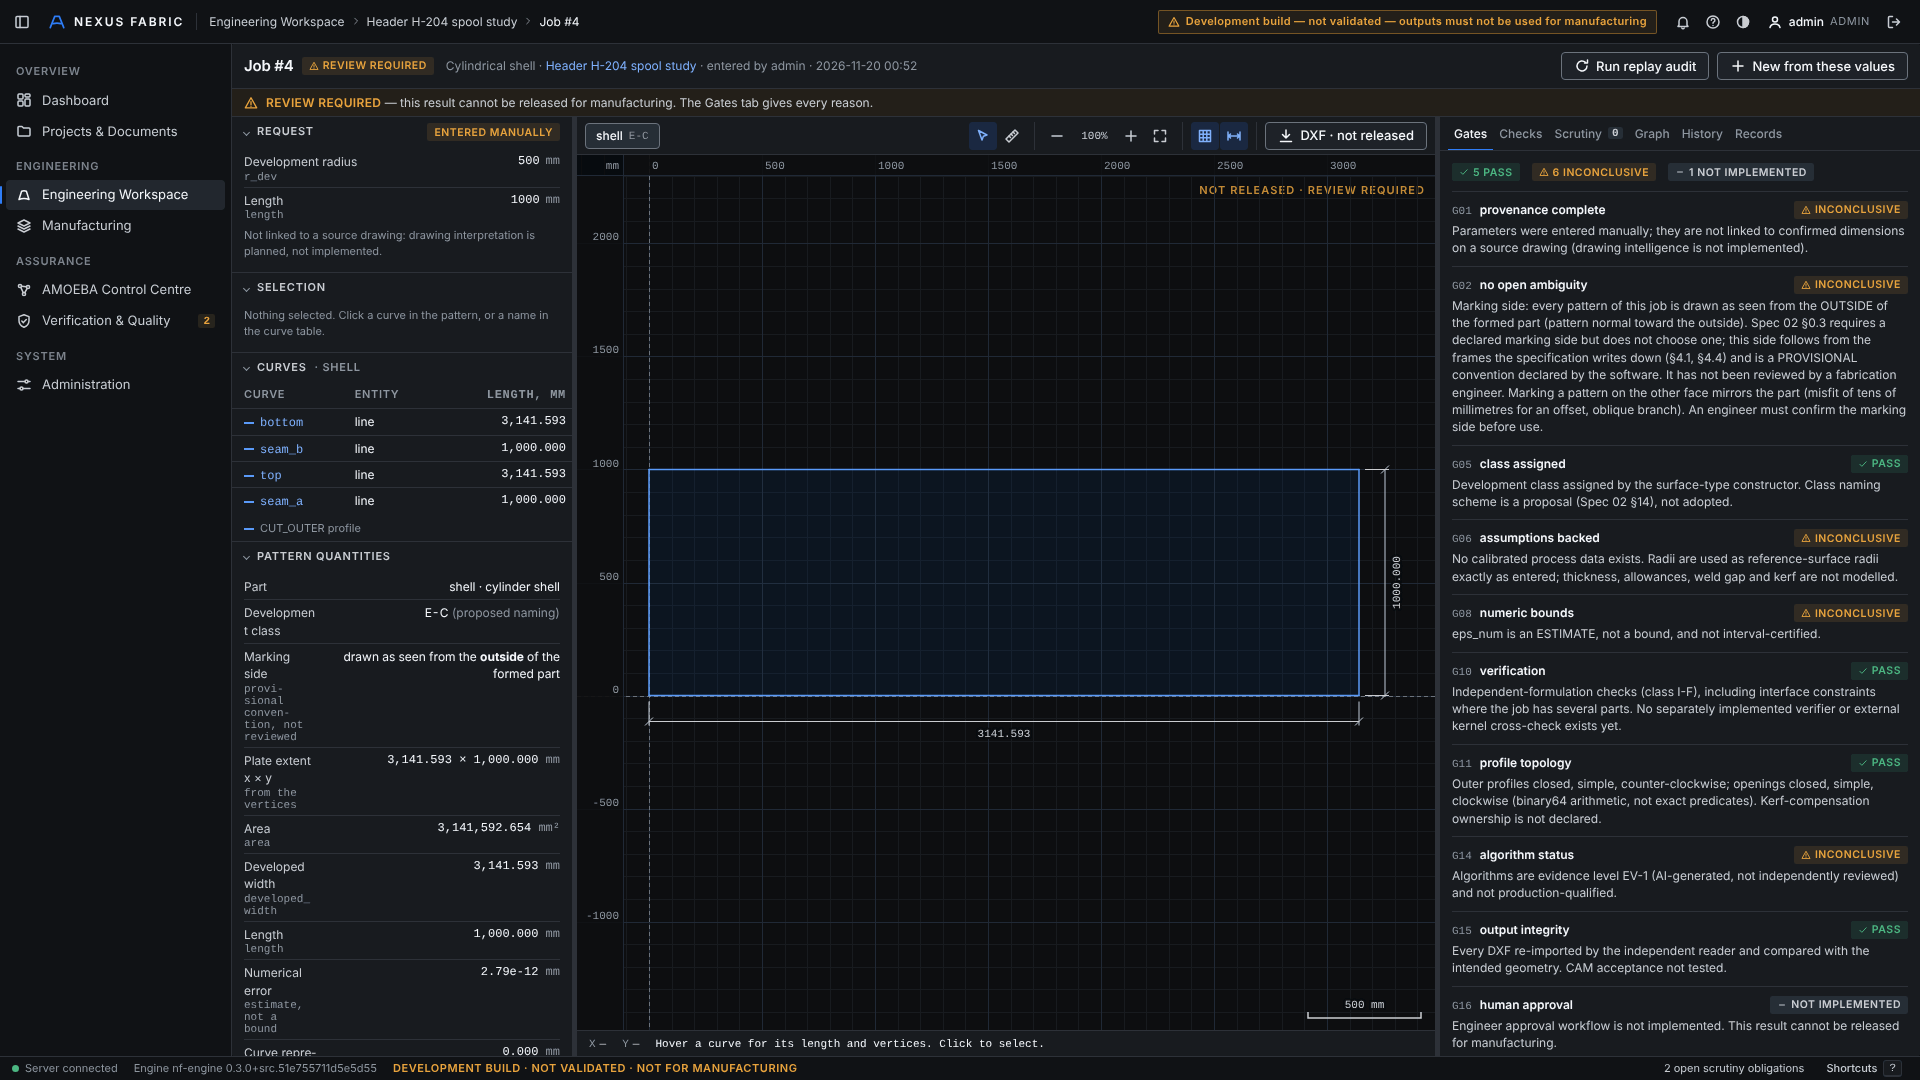 NEXUS FABRIC
Engineering Workspace › Header H-204 spool study › Job #4
Development build — not validated — outputs must not be used for manufacturing
admin ADMIN
OVERVIEW
Dashboard
Projects & Documents
ENGINEERING
Engineering Workspace
Manufacturing
ASSURANCE
AMOEBA Control Centre
Verification & Quality 2
SYSTEM
Administration
Job #4 REVIEW REQUIRED Cylindrical shell · Header H-204 spool study · entered by admin · 2026-11-20 00:52
Run replay audit
New from these values
REVIEW REQUIRED — this result cannot be released for manufacturing. The Gates tab gives every reason.
REQUEST ENTERED MANUALLY
Development radius 500 mm
r_dev
Length 1000 mm
length
Not linked to a source drawing: drawing interpretation is
planned, not implemented.
SELECTION
Nothing selected. Click a curve in the pattern, or a name in
the curve table.
CURVES · SHELL
CURVE ENTITY LENGTH, MM
bottom line 3,141.593
seam_b line 1,000.000
top line 3,141.593
seam_a line 1,000.000
CUT_OUTER profile
PATTERN QUANTITIES
Part shell · cylinder shell
Developmen E-C (proposed naming)
t class
Marking drawn as seen from the outside of the
side formed part
provi-
sional
conven-
tion, not
reviewed
Plate extent 3,141.593 × 1,000.000 mm
x × y
from the
vertices
Area 3,141,592.654 mm²
area
Developed 3,141.593 mm
width
developed_
width
Length 1,000.000 mm
length
Numerical 2.79e-12 mm
error
estimate,
not a
bound
Curve repre- 0.000 mm
shell E-C
100%
DXF · not released
mm 0 500 1000 1500 2000 2500 3000
NOT RELEASED · REVIEW REQUIRED
2000
1500
1000
500
0
-500
-1000
1000.000
3141.593
500 mm
X — Y — Hover a curve for its length and vertices. Click to select.
Gates Checks Scrutiny 0 Graph History Records
5 PASS 6 INCONCLUSIVE 1 NOT IMPLEMENTED
G01 provenance complete INCONCLUSIVE
Parameters were entered manually; they are not linked to confirmed dimensions
on a source drawing (drawing intelligence is not implemented).
G02 no open ambiguity INCONCLUSIVE
Marking side: every pattern of this job is drawn as seen from the OUTSIDE of
the formed part (pattern normal toward the outside). Spec 02 §0.3 requires a
declared marking side but does not choose one; this side follows from the
frames the specification writes down (§4.1, §4.4) and is a PROVISIONAL
convention declared by the software. It has not been reviewed by a fabrication
engineer. Marking a pattern on the other face mirrors the part (misfit of tens of
millimetres for an offset, oblique branch). An engineer must confirm the marking
side before use.
G05 class assigned PASS
Development class assigned by the surface-type constructor. Class naming
scheme is a proposal (Spec 02 §14), not adopted.
G06 assumptions backed INCONCLUSIVE
No calibrated process data exists. Radii are used as reference-surface radii
exactly as entered; thickness, allowances, weld gap and kerf are not modelled.
G08 numeric bounds INCONCLUSIVE
eps_num is an ESTIMATE, not a bound, and not interval-certified.
G10 verification PASS
Independent-formulation checks (class I-F), including interface constraints
where the job has several parts. No separately implemented verifier or external
kernel cross-check exists yet.
G11 profile topology PASS
Outer profiles closed, simple, counter-clockwise; openings closed, simple,
clockwise (binary64 arithmetic, not exact predicates). Kerf-compensation
ownership is not declared.
G14 algorithm status INCONCLUSIVE
Algorithms are evidence level EV-1 (AI-generated, not independently reviewed)
and not production-qualified.
G15 output integrity PASS
Every DXF re-imported by the independent reader and compared with the
intended geometry. CAM acceptance not tested.
G16 human approval NOT IMPLEMENTED
Engineer approval workflow is not implemented. This result cannot be released
for manufacturing.
Server connected Engine nf-engine 0.3.0+src.51e755711d5e5d55 DEVELOPMENT BUILD · NOT VALIDATED · NOT FOR MANUFACTURING
2 open scrutiny obligations Shortcuts ?